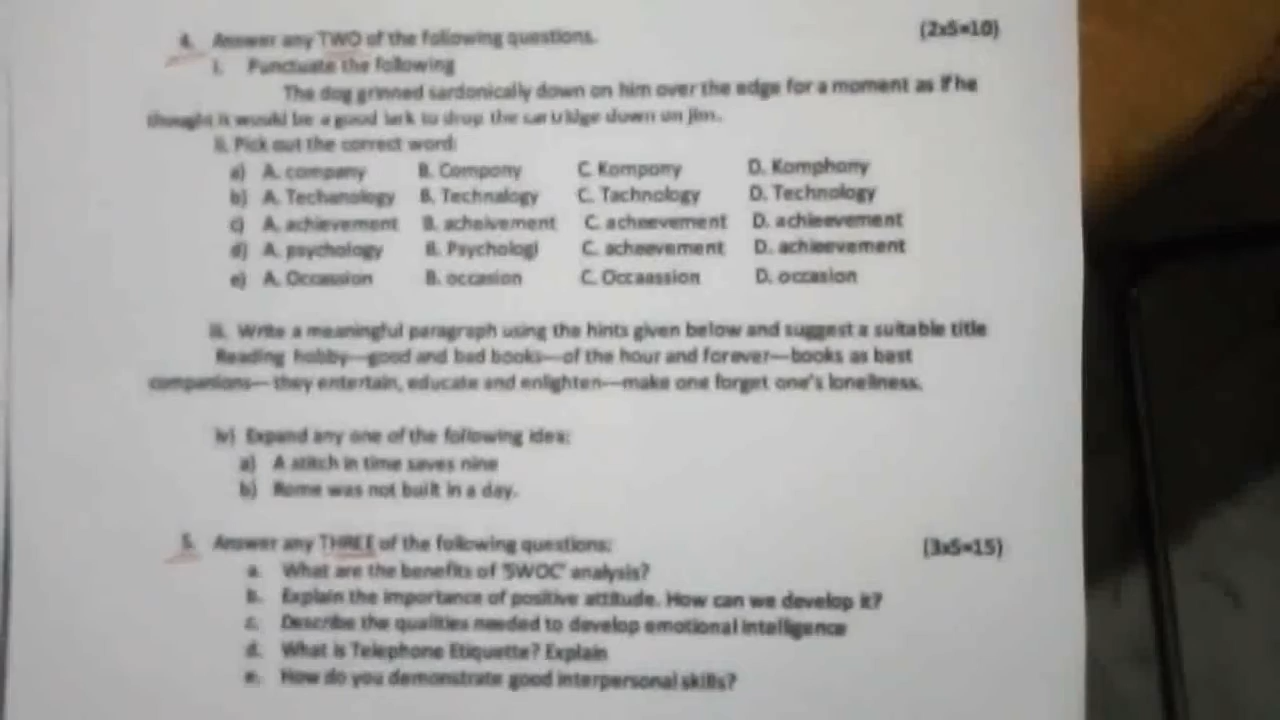 4. Answer any TWO of the following questions. (2x5=10)
i. Punctuate the following
The dog grinned sardonically down on him over the edge for a moment as if he
thought it would be a good lark to drop the cartridge down on Jim.
ii. Pick out the correct word:
a) A. company B. Compony C. Kompony D. Komphony
b) A. Techanology B. Technalogy C. Tachnology D. Technology
c) A. achievement B. acheivement C. acheevement D. achieevement
d) A. psychology B. Psychologi C. acheevement D. achieevement
e) A. Occassion B. occasion C. Occaassion D. occasion
iii. Write a meaningful paragraph using the hints given below and suggest a suitable title
Reading hobby—good and bad books—of the hour and forever—books as best
companions—they entertain, educate and enlighten—make one forget one's loneliness.
iv) Expand any one of the following idea:
a) A stitch in time saves nine
b) Rome was not built in a day.
5. Answer any THREE of the following questions: (3x5=15)
a. What are the benefits of 'SWOC' analysis?
b. Explain the importance of positive attitude. How can we develop it?
c. Describe the qualities needed to develop emotional intelligence
d. What is Telephone Etiquette? Explain
e. How do you demonstrate good interpersonal skills?